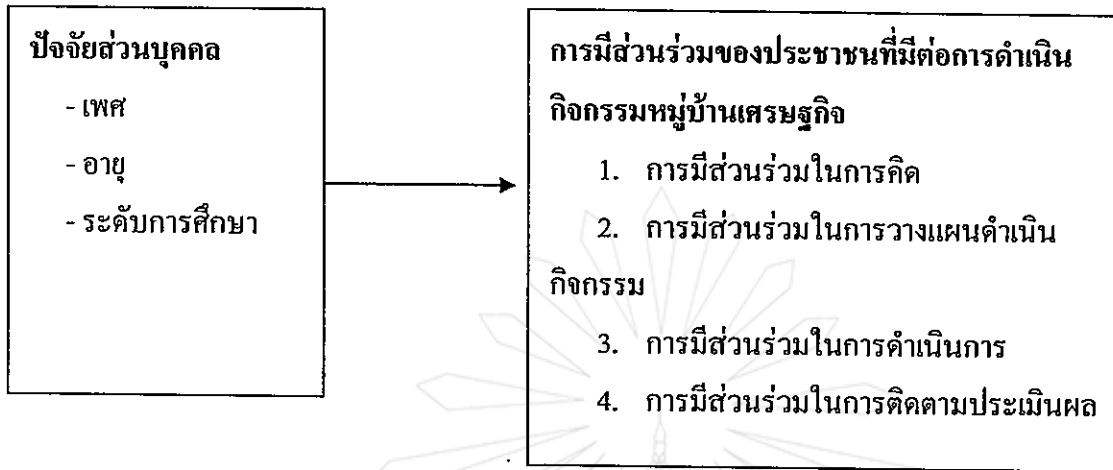 ปัจจัยส่วนบุคคล
- เพศ
- อายุ
- ระดับการศึกษา
การมีส่วนร่วมของประชาชนที่มีต่อการดำเนิน
กิจกรรมหมู่บ้านเศรษฐกิจ
1. การมีส่วนร่วมในการคิด
2. การมีส่วนร่วมในการวางแผนดำเนิน
กิจกรรม
3. การมีส่วนร่วมในการดำเนินการ
4. การมีส่วนร่วมในการติดตามประเมินผล